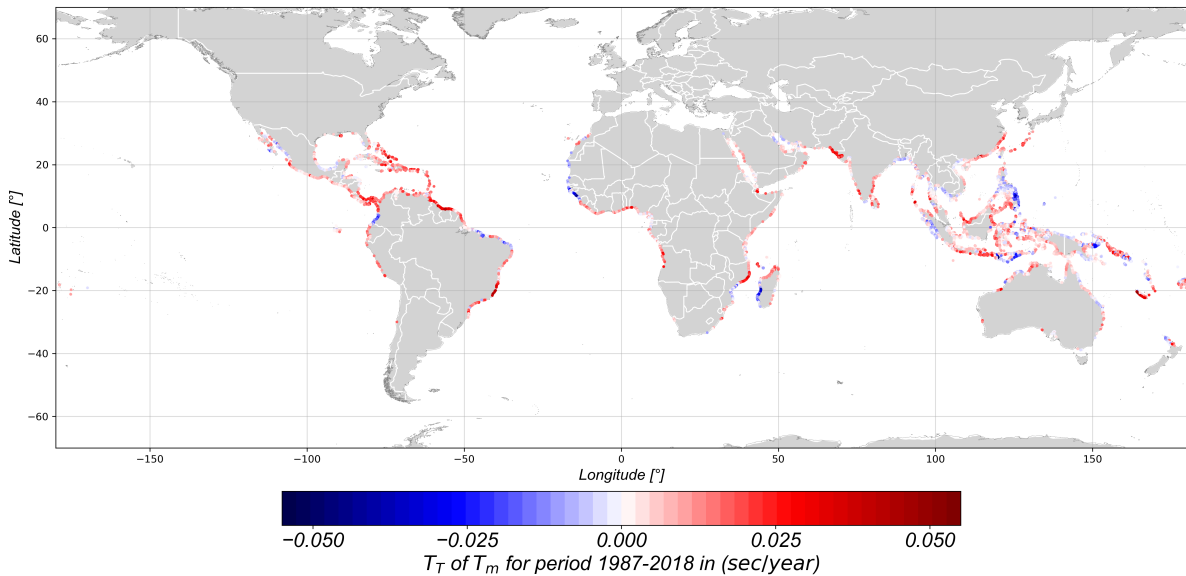 60
40
20
0
−20
−40
−60
Latitude [°]
−150 −100 −50 0 50 100 150
Longitude [°]
−0.050 −0.025 0.000 0.025 0.050
T_T of T_m for period 1987-2018 in (sec/year)